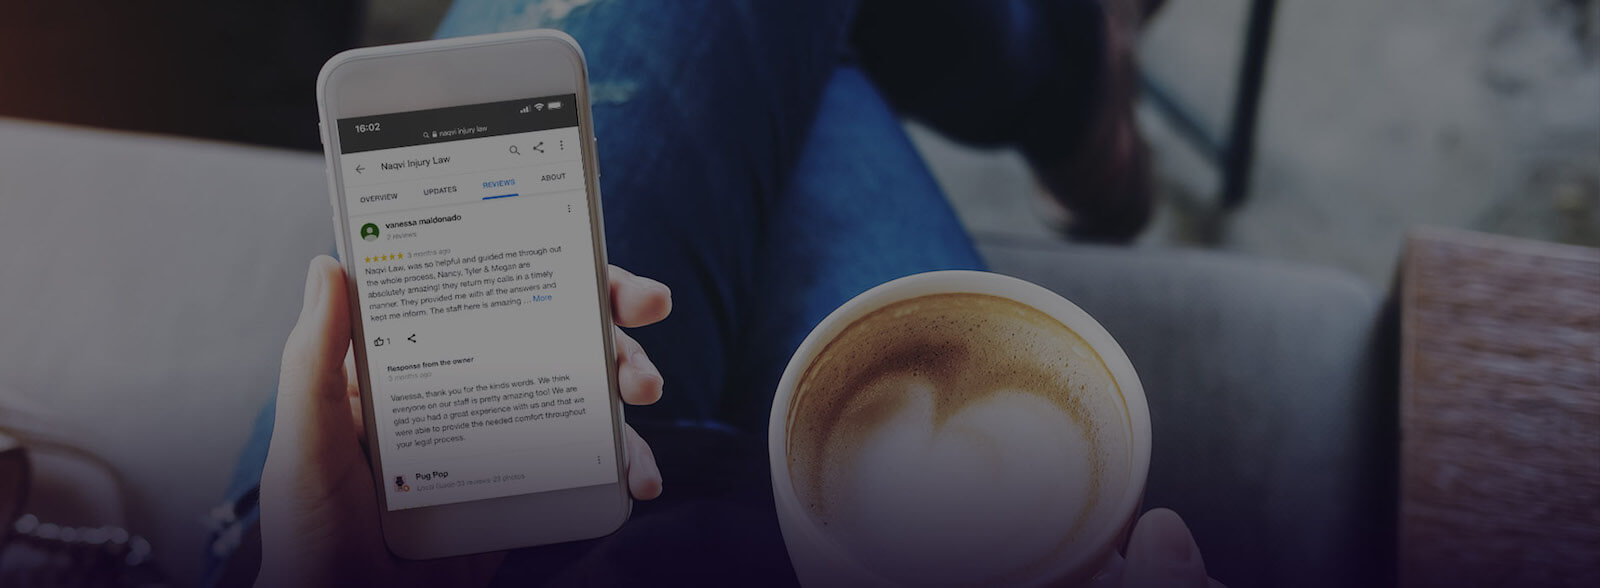 16:02
naqvi injury law
Naqvi Injury Law
OVERVIEW UPDATES REVIEWS ABOUT
vanessa maldonado
2 reviews
3 months ago
Naqvi Law, was so helpful and guided me through out
the whole process, Nancy, Tyler & Megan are
absolutely amazing! they return my calls in a timely
manner. They provided me with all the answers and
kept me inform. The staff here is amazing ... More
1
Response from the owner
3 months ago
Vanessa, thank you for the kinds words. We think
everyone on our staff is pretty amazing too! We are
glad you had a great experience with us and that we
were able to provide the needed comfort throughout
your legal process.
Pug Pop
Local Guide·33 reviews·23 photos